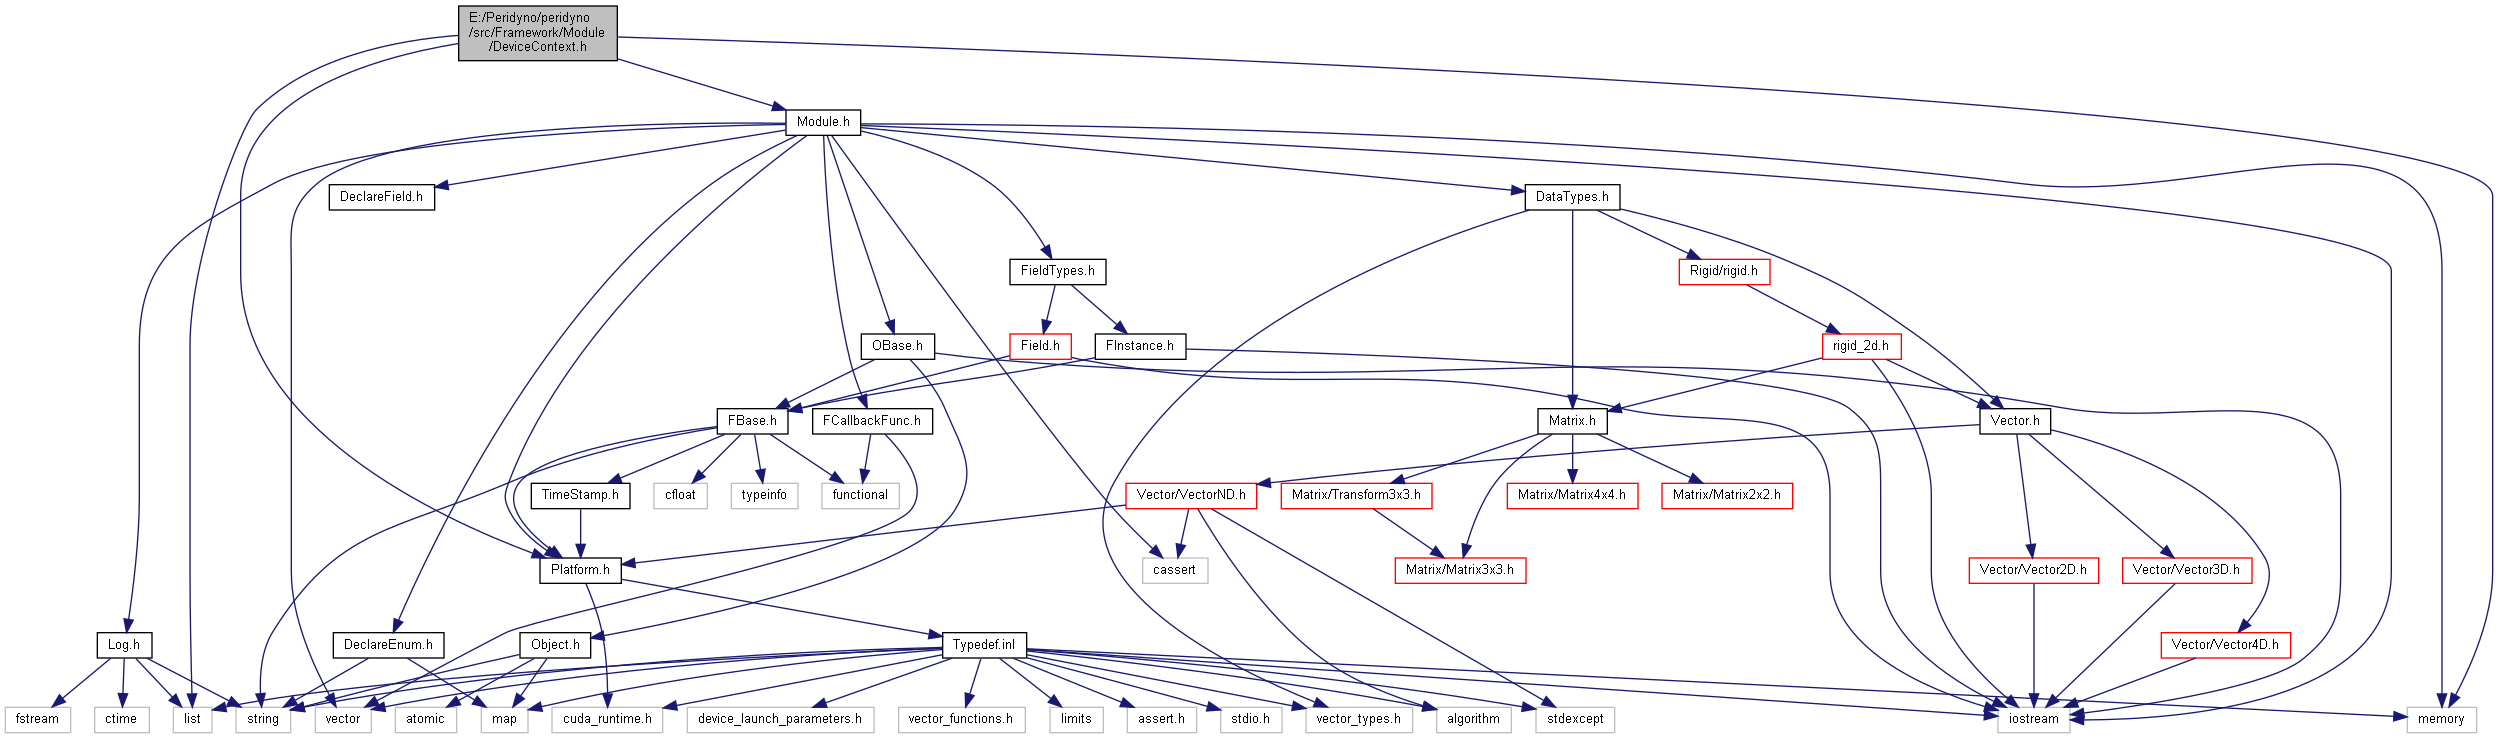 E:/Peridyno/peridyno
/src/Framework/Module
/DeviceContext.h
Module.h
DeclareField.h
DataTypes.h
FieldTypes.h
Rigid/rigid.h
OBase.h
Field.h
FInstance.h
rigid_2d.h
FBase.h
FCallbackFunc.h
Matrix.h
Vector.h
TimeStamp.h
cfloat
typeinfo
functional
Vector/VectorND.h
Matrix/Transform3x3.h
Matrix/Matrix4x4.h
Matrix/Matrix2x2.h
Platform.h
cassert
Matrix/Matrix3x3.h
Vector/Vector2D.h
Vector/Vector3D.h
Log.h
DeclareEnum.h
Object.h
Typedef.inl
Vector/Vector4D.h
fstream
ctime
list
string
vector
atomic
map
cuda_runtime.h
device_launch_parameters.h
vector_functions.h
limits
assert.h
stdio.h
vector_types.h
algorithm
stdexcept
iostream
memory